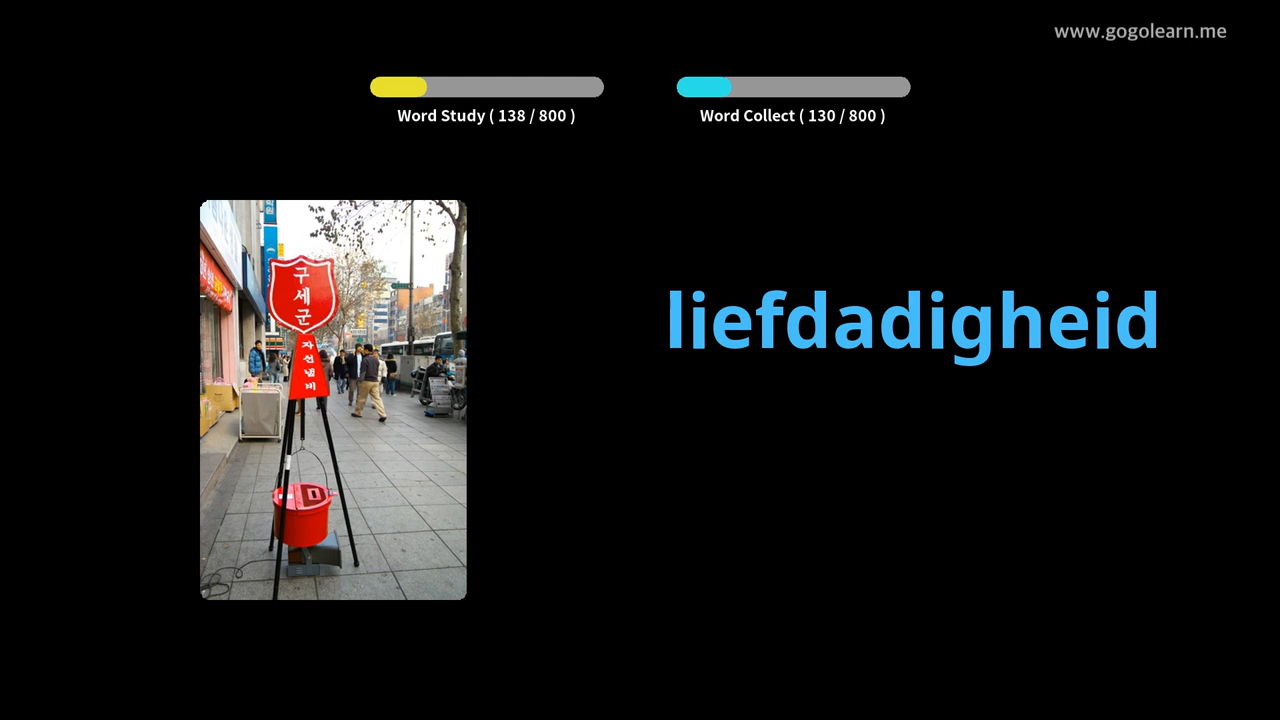 www.gogolearn.me
Word Study ( 138 / 800 )
Word Collect ( 130 / 800 )
구
세
군
자
선
냄
비
liefdadigheid